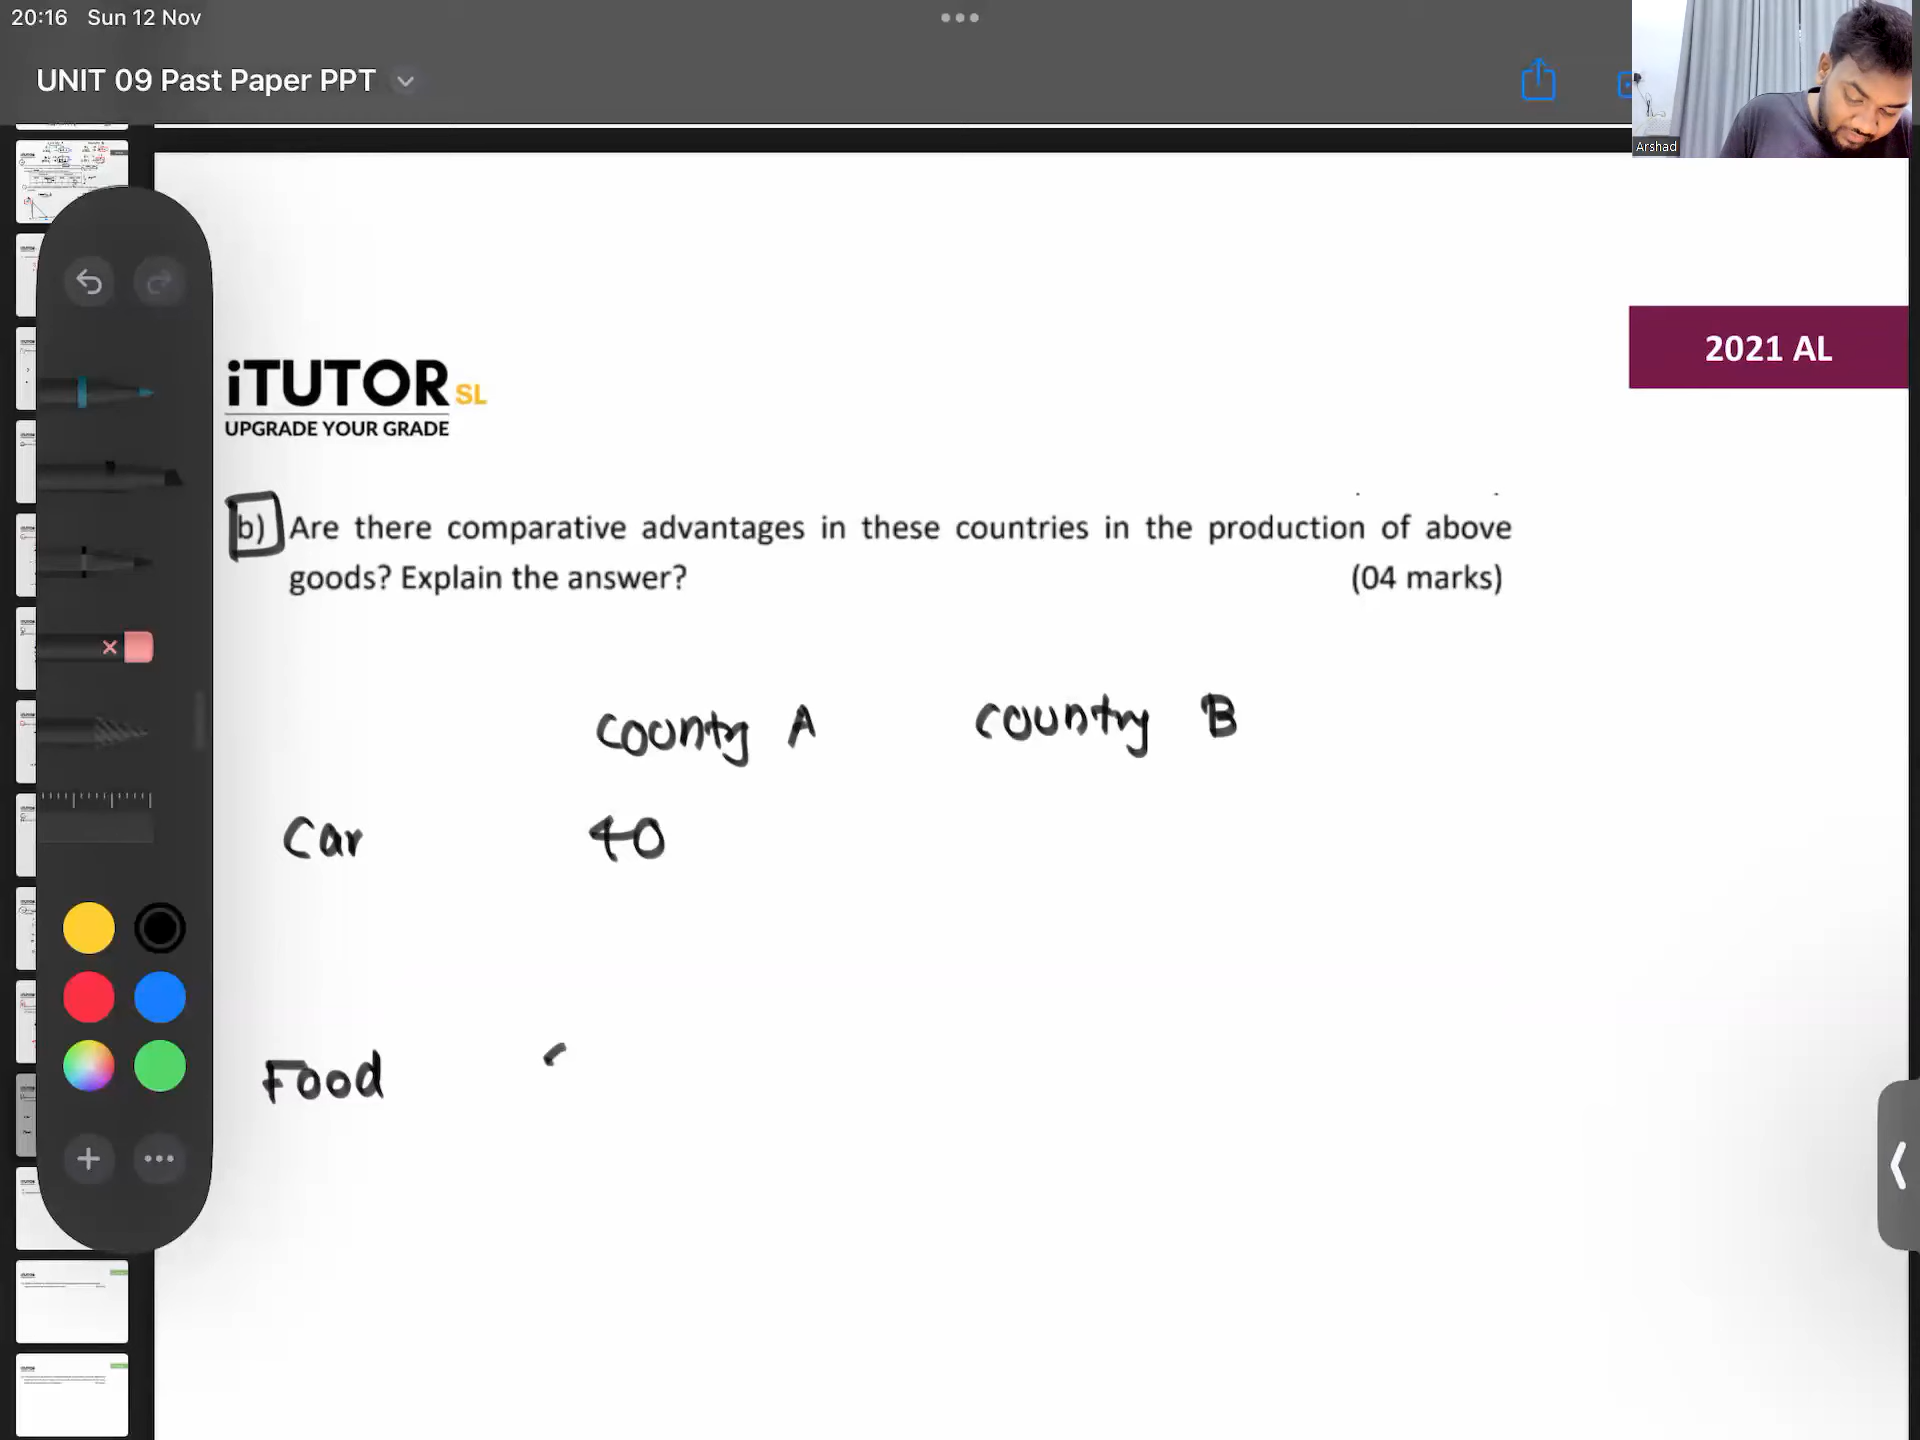 20:16 Sun 12 Nov
UNIT 09 Past Paper PPT
Arshad
2021 AL
iTUTOR SL
UPGRADE YOUR GRADE
b) Are there comparative advantages in these countries in the production of above
goods? Explain the answer? (04 marks)
County A Country B
Car 40
Food